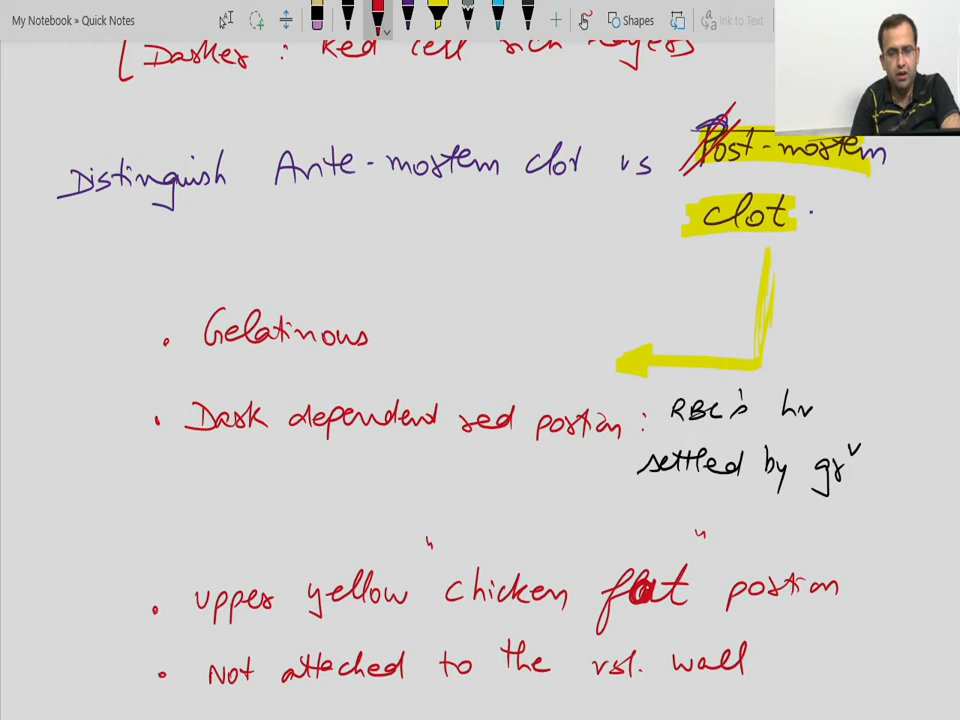 My Notebook » Quick Notes
Shapes
Ink to Text
[Darker : Red cell rich layers
Distinguish Ante-mortem clot vs Post-mortem
clot.
• Gelatinous
• Dark dependent red portion : RBC's hv
settled by grv
• upper yellow "chicken fat" portion
• Not attached to the vsl. wall